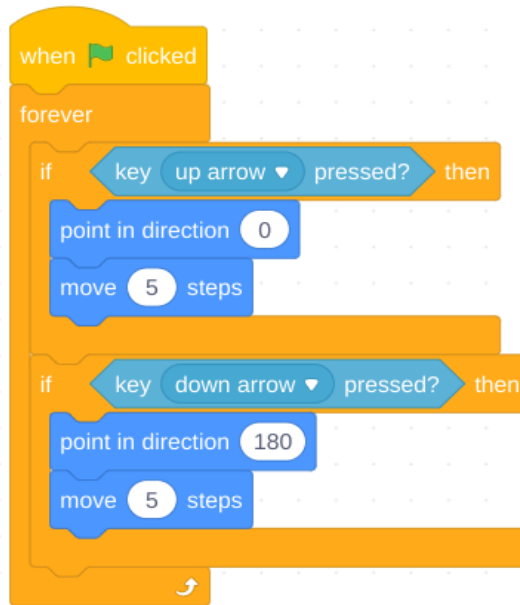 when clicked
forever
if key up arrow pressed? then
point in direction 0
move 5 steps
if key down arrow pressed? then
point in direction 180
move 5 steps